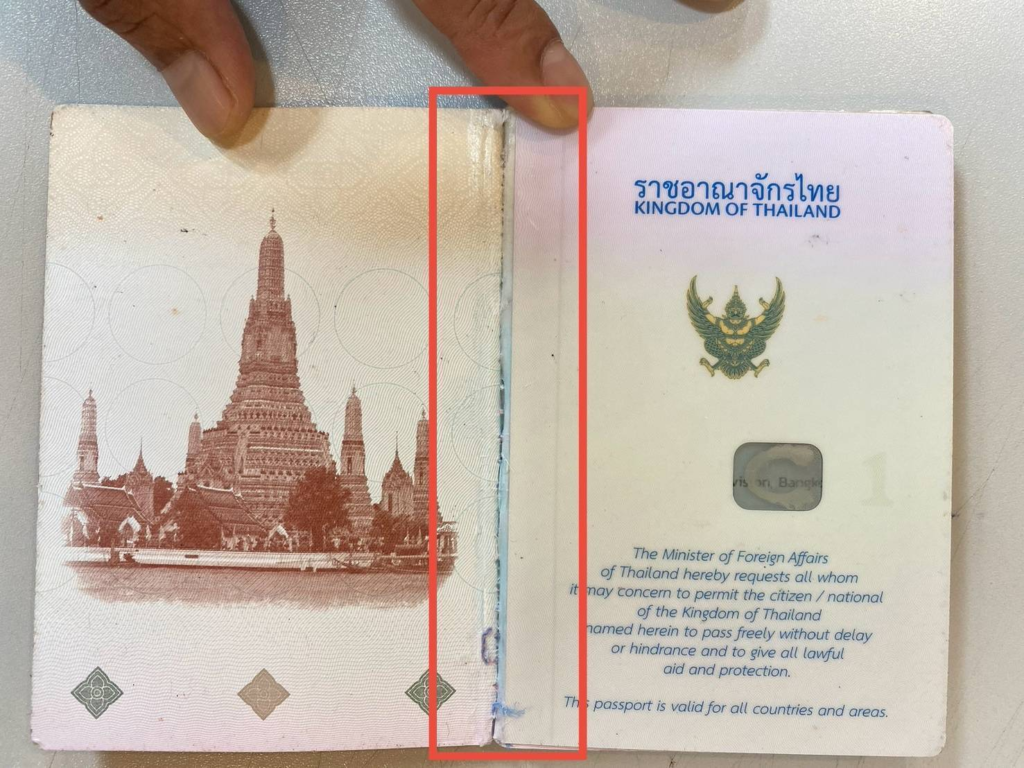 ราชอาณาจักรไทย
KINGDOM OF THAILAND
1
The Minister of Foreign Affairs
of Thailand hereby requests all whom
it may concern to permit the citizen / national
of the Kingdom of Thailand
named herein to pass freely without delay
or hindrance and to give all lawful
aid and protection.
This passport is valid for all countries and areas.